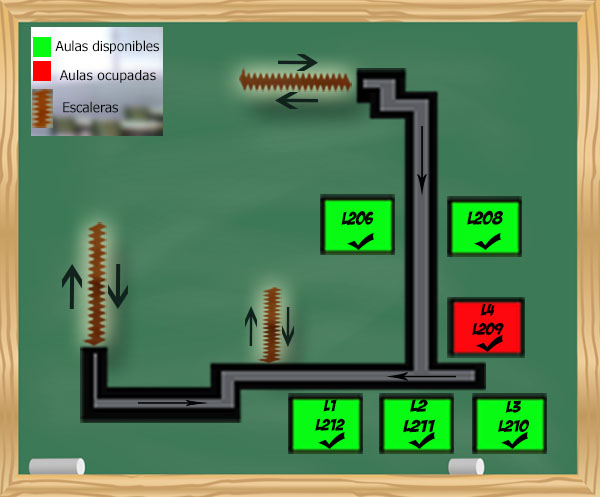 Aulas disponibles
Aulas ocupadas
Escaleras
L206
L208
L4
L209
L1
L212
L2
L211
L3
L210